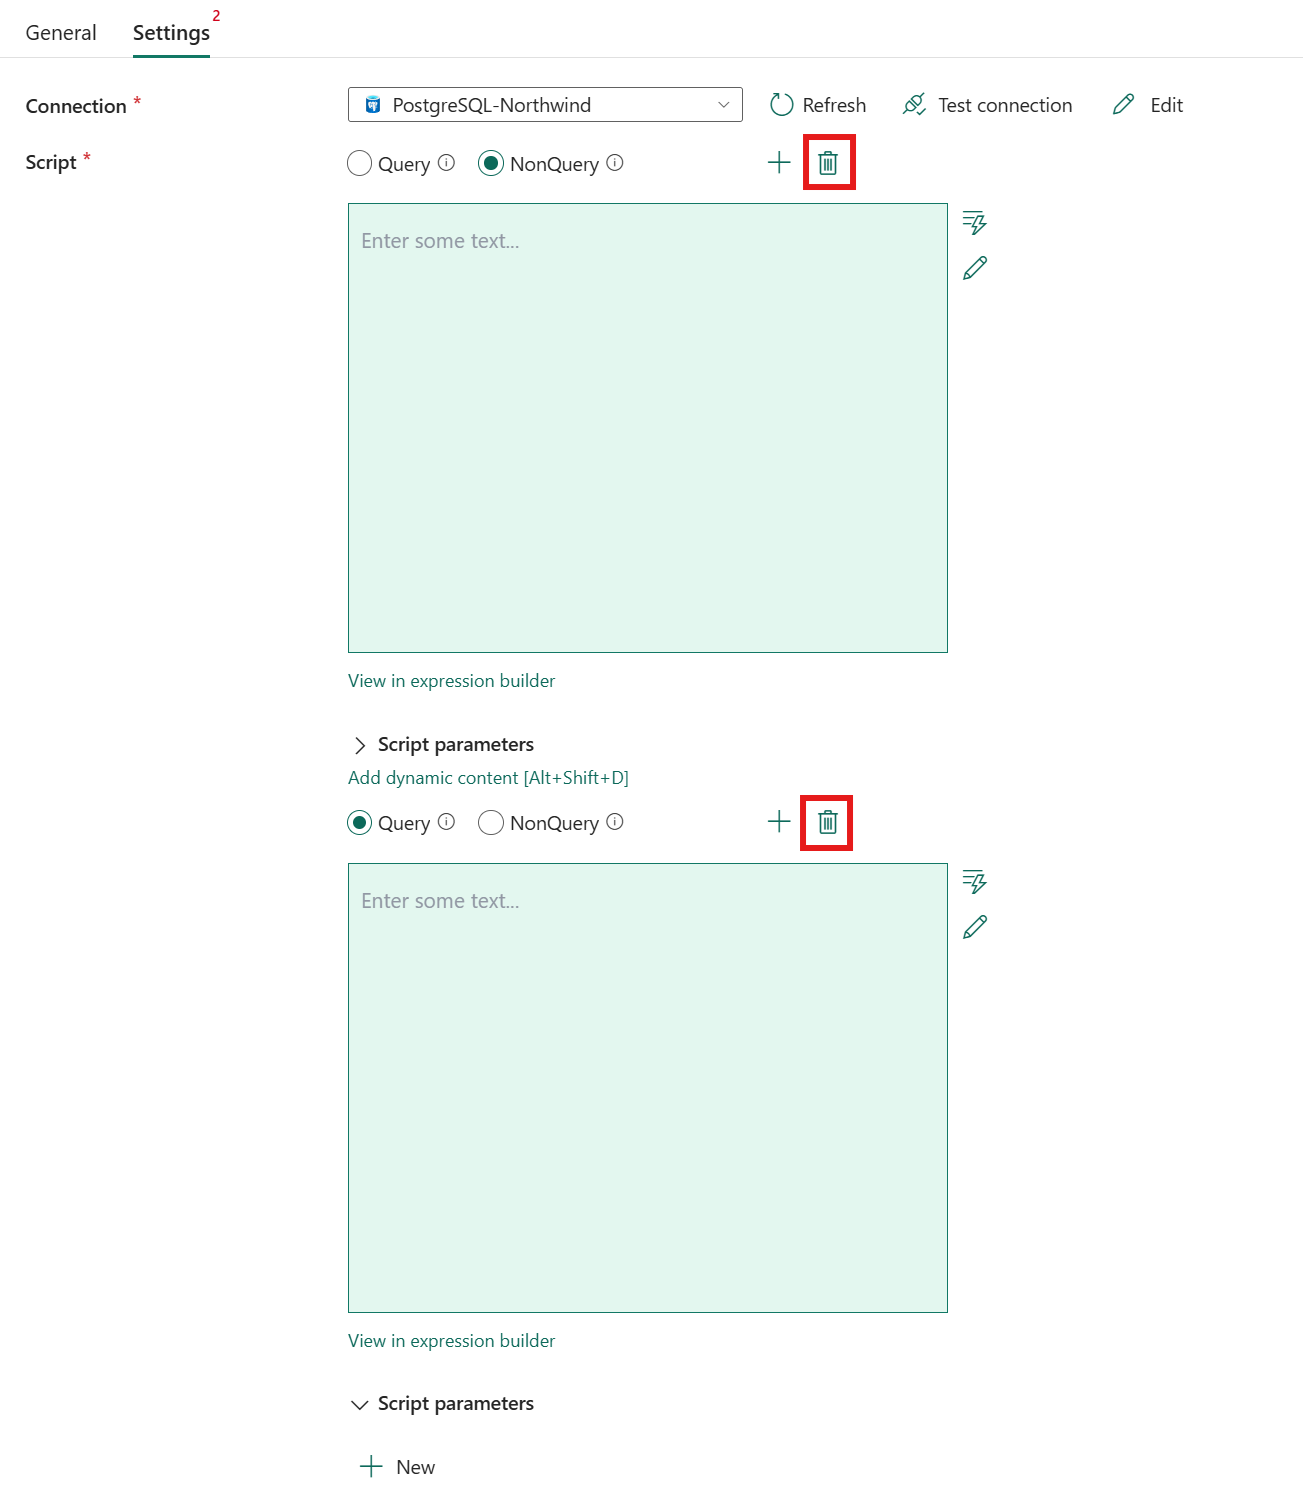 General Settings 2
Connection * PostgreSQL-Northwind Refresh Test connection Edit
Script * Query NonQuery
Enter some text...
View in expression builder
Script parameters
Add dynamic content [Alt+Shift+D]
Query NonQuery
Enter some text...
View in expression builder
Script parameters
New